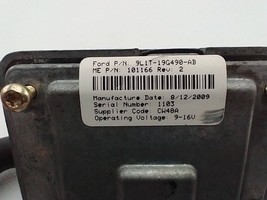 Ford P/N: 9L1T-19G490-AB
ME P/N: 101166 Rev: 2
Manufacture Date: 8/12/2009
Serial Number: 1103
Supplier Code: CW48A
Operating Voltage: 9-16V